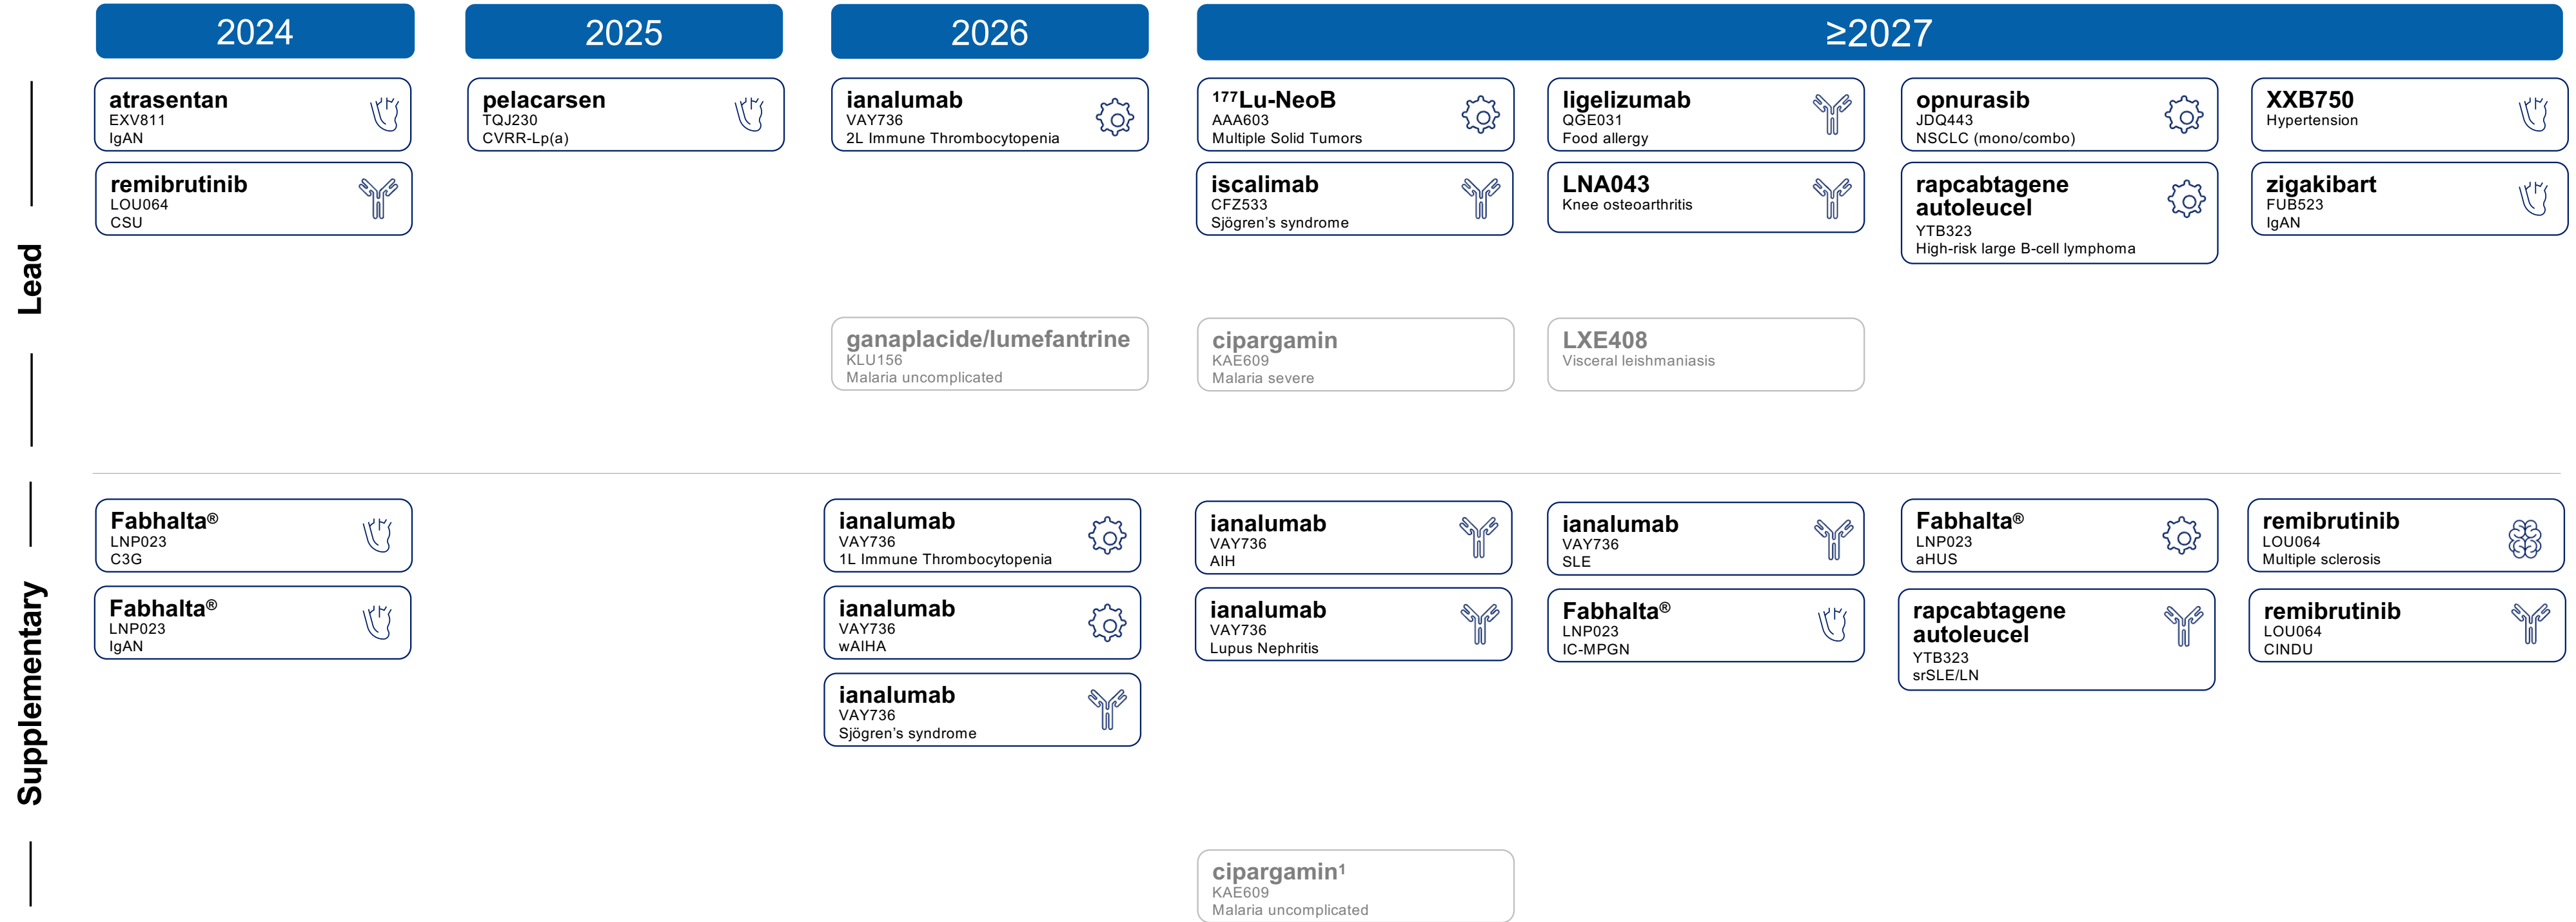 2024
2025
2026
≥2027
Lead
atrasentan
EXV811
IgAN
remibrutinib
LOU064
CSU
pelacarsen
TQJ230
CVRR-Lp(a)
ianalumab
VAY736
2L Immune Thrombocytopenia
ganaplacide/lumefantrine
KLU156
Malaria uncomplicated
¹⁷⁷Lu-NeoB
AAA603
Multiple Solid Tumors
iscalimab
CFZ533
Sjögren’s syndrome
cipargamin
KAE609
Malaria severe
ligelizumab
QGE031
Food allergy
LNA043
Knee osteoarthritis
LXE408
Visceral leishmaniasis
opnurasib
JDQ443
NSCLC (mono/combo)
rapcabtagene
autoleucel
YTB323
High-risk large B-cell lymphoma
XXB750
Hypertension
zigakibart
FUB523
IgAN
Supplementary
Fabhalta®
LNP023
C3G
Fabhalta®
LNP023
IgAN
ianalumab
VAY736
1L Immune Thrombocytopenia
ianalumab
VAY736
wAIHA
ianalumab
VAY736
Sjögren’s syndrome
ianalumab
VAY736
AIH
ianalumab
VAY736
Lupus Nephritis
cipargamin¹
KAE609
Malaria uncomplicated
ianalumab
VAY736
SLE
Fabhalta®
LNP023
IC-MPGN
Fabhalta®
LNP023
aHUS
rapcabtagene
autoleucel
YTB323
srSLE/LN
remibrutinib
LOU064
Multiple sclerosis
remibrutinib
LOU064
CINDU